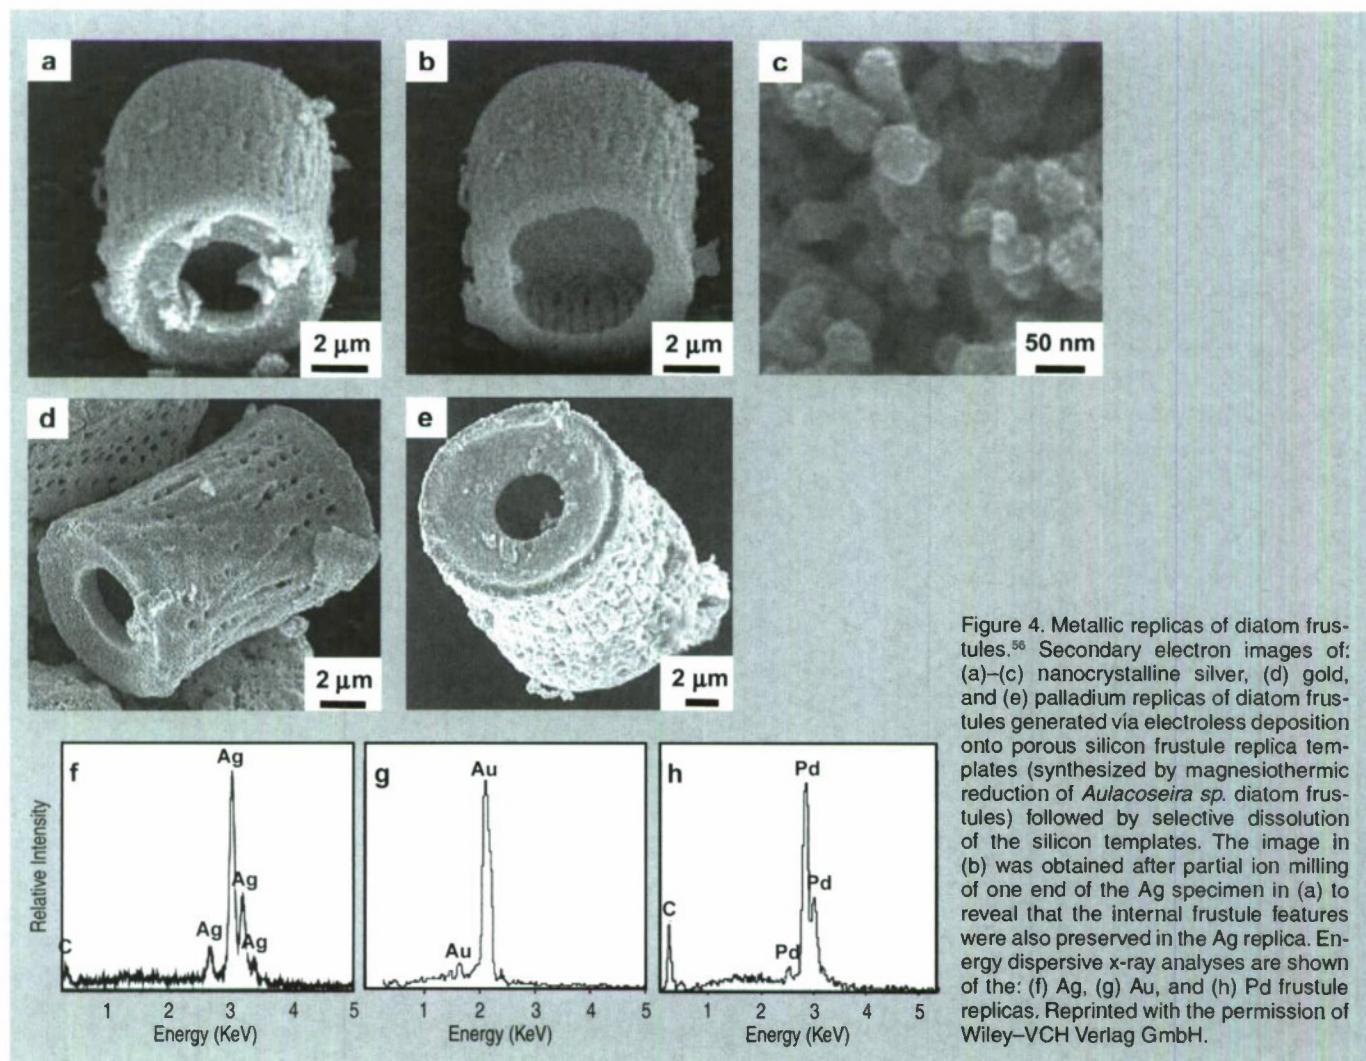 a
b
c
2 μm
2 μm
50 nm
d
e
2 μm
2 μm
f
Ag
Ag
Ag
Ag
C
Relative Intensity
1 2 3 4 5
Energy (KeV)
g
Au
Au
1 2 3 4 5
Energy (KeV)
h
Pd
Pd
Pd
C
1 2 3 4 5
Energy (KeV)
Figure 4. Metallic replicas of diatom frus-
tules.⁵⁶ Secondary electron images of:
(a)–(c) nanocrystalline silver, (d) gold,
and (e) palladium replicas of diatom frus-
tules generated via electroless deposition
onto porous silicon frustule replica tem-
plates (synthesized by magnesiothermic
reduction of Aulacoseira sp. diatom frus-
tules) followed by selective dissolution
of the silicon templates. The image in
(b) was obtained after partial ion milling
of one end of the Ag specimen in (a) to
reveal that the internal frustule features
were also preserved in the Ag replica. En-
ergy dispersive x-ray analyses are shown
of the: (f) Ag, (g) Au, and (h) Pd frustule
replicas. Reprinted with the permission of
Wiley–VCH Verlag GmbH.